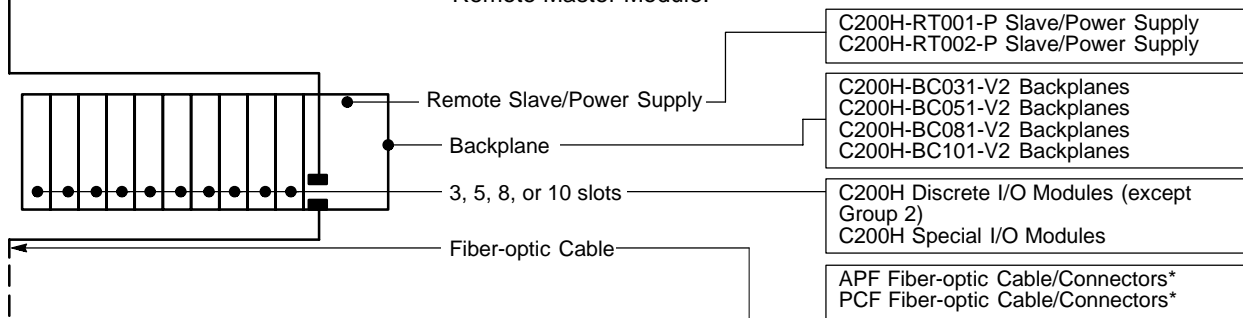 Remote Master Module.
C200H-RT001-P Slave/Power Supply
C200H-RT002-P Slave/Power Supply
Remote Slave/Power Supply
C200H-BC031-V2 Backplanes
C200H-BC051-V2 Backplanes
C200H-BC081-V2 Backplanes
C200H-BC101-V2 Backplanes
Backplane
3, 5, 8, or 10 slots
C200H Discrete I/O Modules (except
Group 2)
C200H Special I/O Modules
Fiber-optic Cable
APF Fiber-optic Cable/Connectors*
PCF Fiber-optic Cable/Connectors*